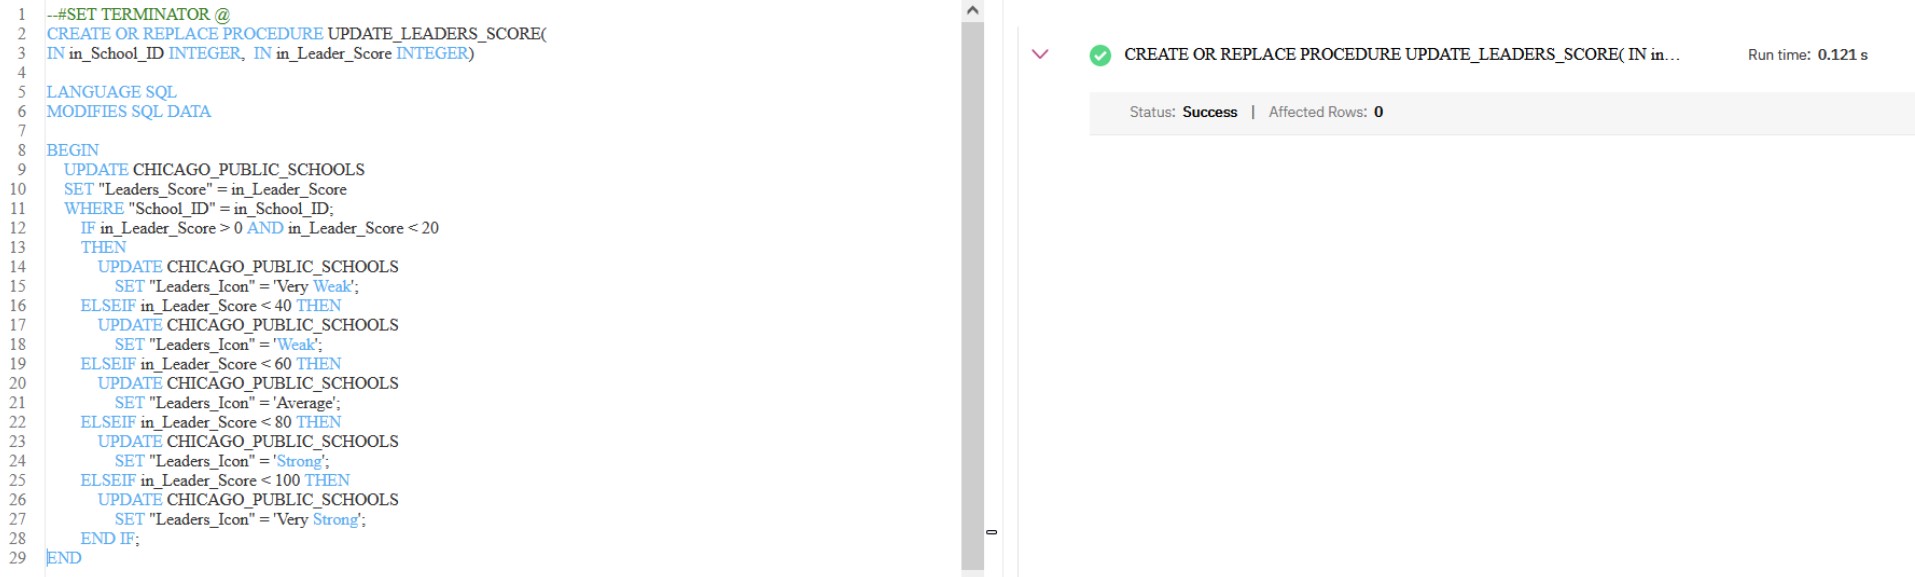 1 --#SET TERMINATOR @
2 CREATE OR REPLACE PROCEDURE UPDATE_LEADERS_SCORE(
3 IN in_School_ID INTEGER, IN in_Leader_Score INTEGER)
4
5 LANGUAGE SQL
6 MODIFIES SQL DATA
7
8 BEGIN
9 UPDATE CHICAGO_PUBLIC_SCHOOLS
10 SET "Leaders_Score" = in_Leader_Score
11 WHERE "School_ID" = in_School_ID;
12 IF in_Leader_Score > 0 AND in_Leader_Score < 20
13 THEN
14 UPDATE CHICAGO_PUBLIC_SCHOOLS
15 SET "Leaders_Icon" = 'Very Weak';
16 ELSEIF in_Leader_Score < 40 THEN
17 UPDATE CHICAGO_PUBLIC_SCHOOLS
18 SET "Leaders_Icon" = 'Weak';
19 ELSEIF in_Leader_Score < 60 THEN
20 UPDATE CHICAGO_PUBLIC_SCHOOLS
21 SET "Leaders_Icon" = 'Average';
22 ELSEIF in_Leader_Score < 80 THEN
23 UPDATE CHICAGO_PUBLIC_SCHOOLS
24 SET "Leaders_Icon" = 'Strong';
25 ELSEIF in_Leader_Score < 100 THEN
26 UPDATE CHICAGO_PUBLIC_SCHOOLS
27 SET "Leaders_Icon" = 'Very Strong';
28 END IF;
29 END
CREATE OR REPLACE PROCEDURE UPDATE_LEADERS_SCORE( IN in... Run time: 0.121 s
Status: Success | Affected Rows: 0